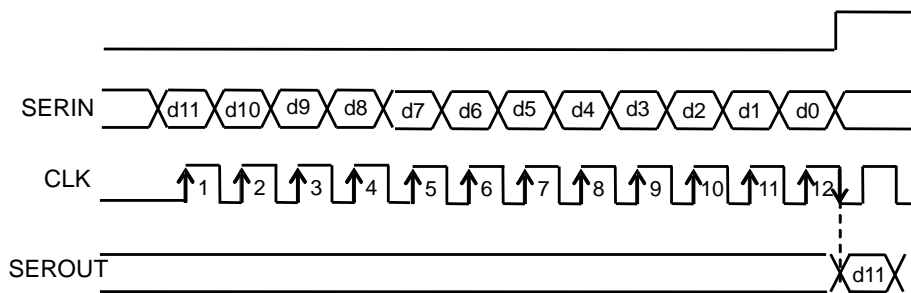 SERIN d11 d10 d9 d8 d7 d6 d5 d4 d3 d2 d1 d0
CLK 1 2 3 4 5 6 7 8 9 10 11 12
SEROUT d11